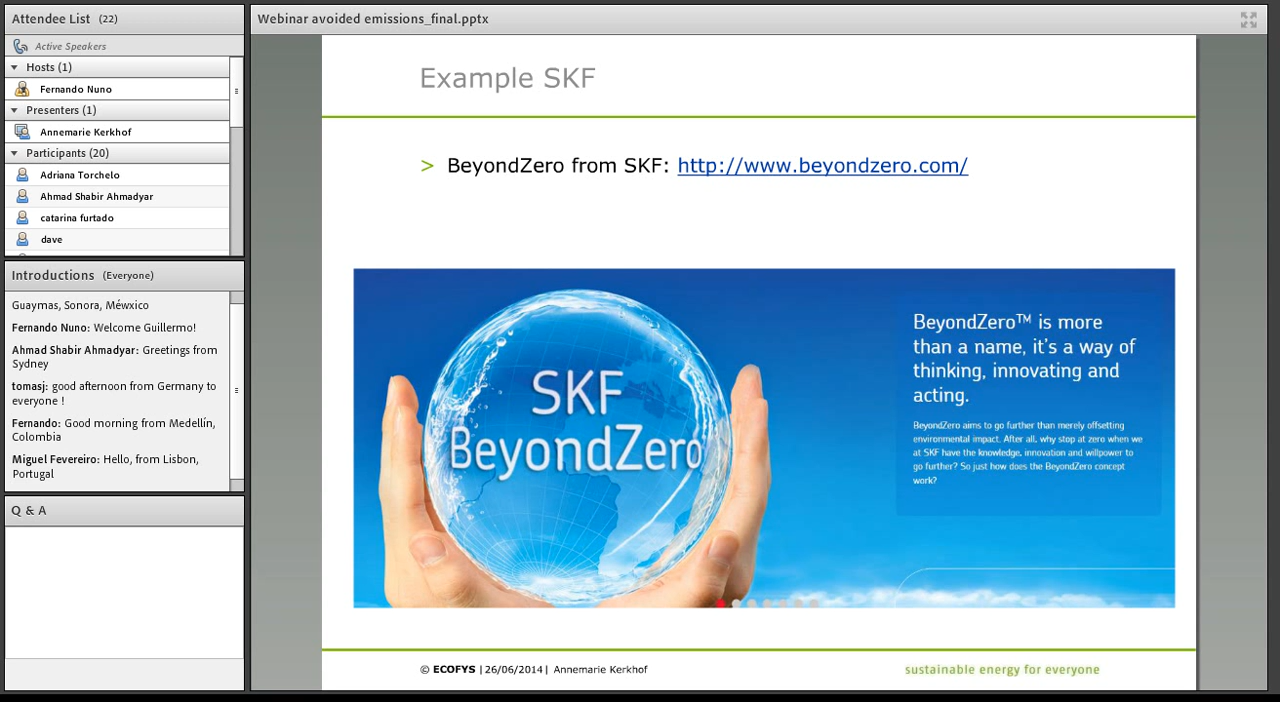 Attendee List (22)
Active Speakers
Hosts (1)
Fernando Nuno
Presenters (1)
Annemarie Kerkhof
Participants (20)
Adriana Torchelo
Ahmad Shabir Ahmadyar
catarina furtado
dave
Introductions (Everyone)
Guaymas, Sonora, Méwxico
Fernando Nuno: Welcome Guillermo!
Ahmad Shabir Ahmadyar: Greetings from
Sydney
tomasj: good afternoon from Germany to
everyone !
Fernando: Good morning from Medellín,
Colombia
Miguel Fevereiro: Hello, from Lisbon,
Portugal
Q & A
Webinar avoided emissions_final.pptx
Example SKF
> BeyondZero from SKF: http://www.beyondzero.com/
SKF
BeyondZero
BeyondZero™ is more
than a name, it's a way of
thinking, innovating and
acting.
BeyondZero aims to go further than merely offsetting
environmental impact. After all, why stop at zero when we
at SKF have the knowledge, innovation and willpower to
go further? So just how does the BeyondZero concept
work?
© ECOFYS | 26/06/2014 | Annemarie Kerkhof
sustainable energy for everyone